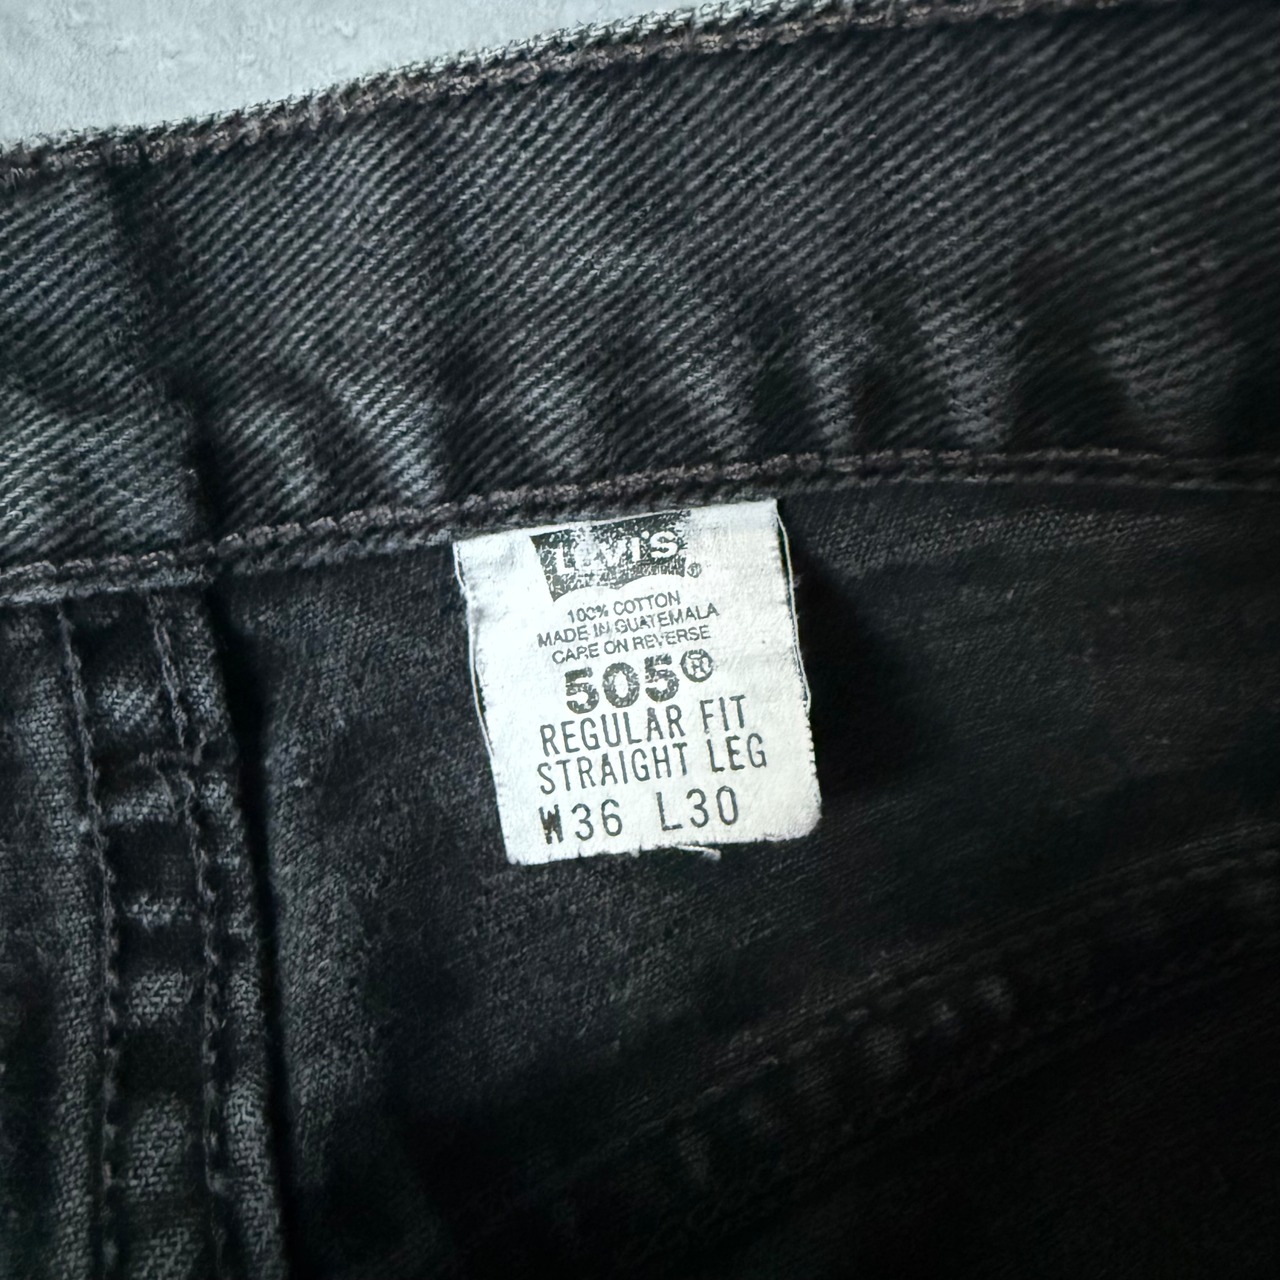 LEVI'S®
100% COTTON
MADE IN GUATEMALA
CARE ON REVERSE
505®
REGULAR FIT
STRAIGHT LEG
W36 L30